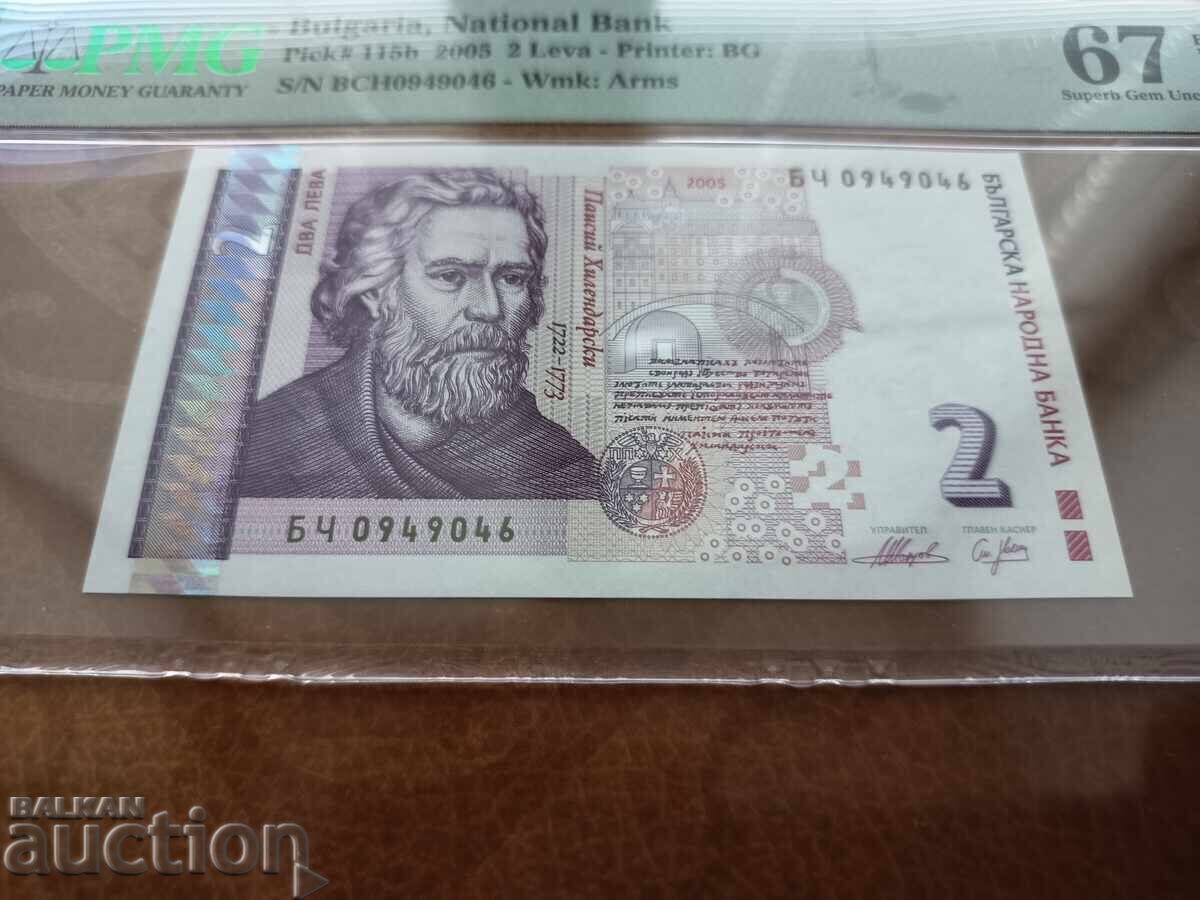 PMG
PAPER MONEY GUARANTY
Bulgaria, National Bank
Pick# 115b 2005 2 Leva - Printer: BG
S/N BCH0949046 - Wmk: Arms
67
Superb Gem Unc
2
ДВА ЛЕВА
Паисий Хилендарски
1722-1773
2005
БЧ 0949046
БЪЛГАРСКА НАРОДНА БАНКА
2
БЧ 0949046
УПРАВИТЕЛ
ГЛАВЕН КАСИЕР
BALKAN
auction